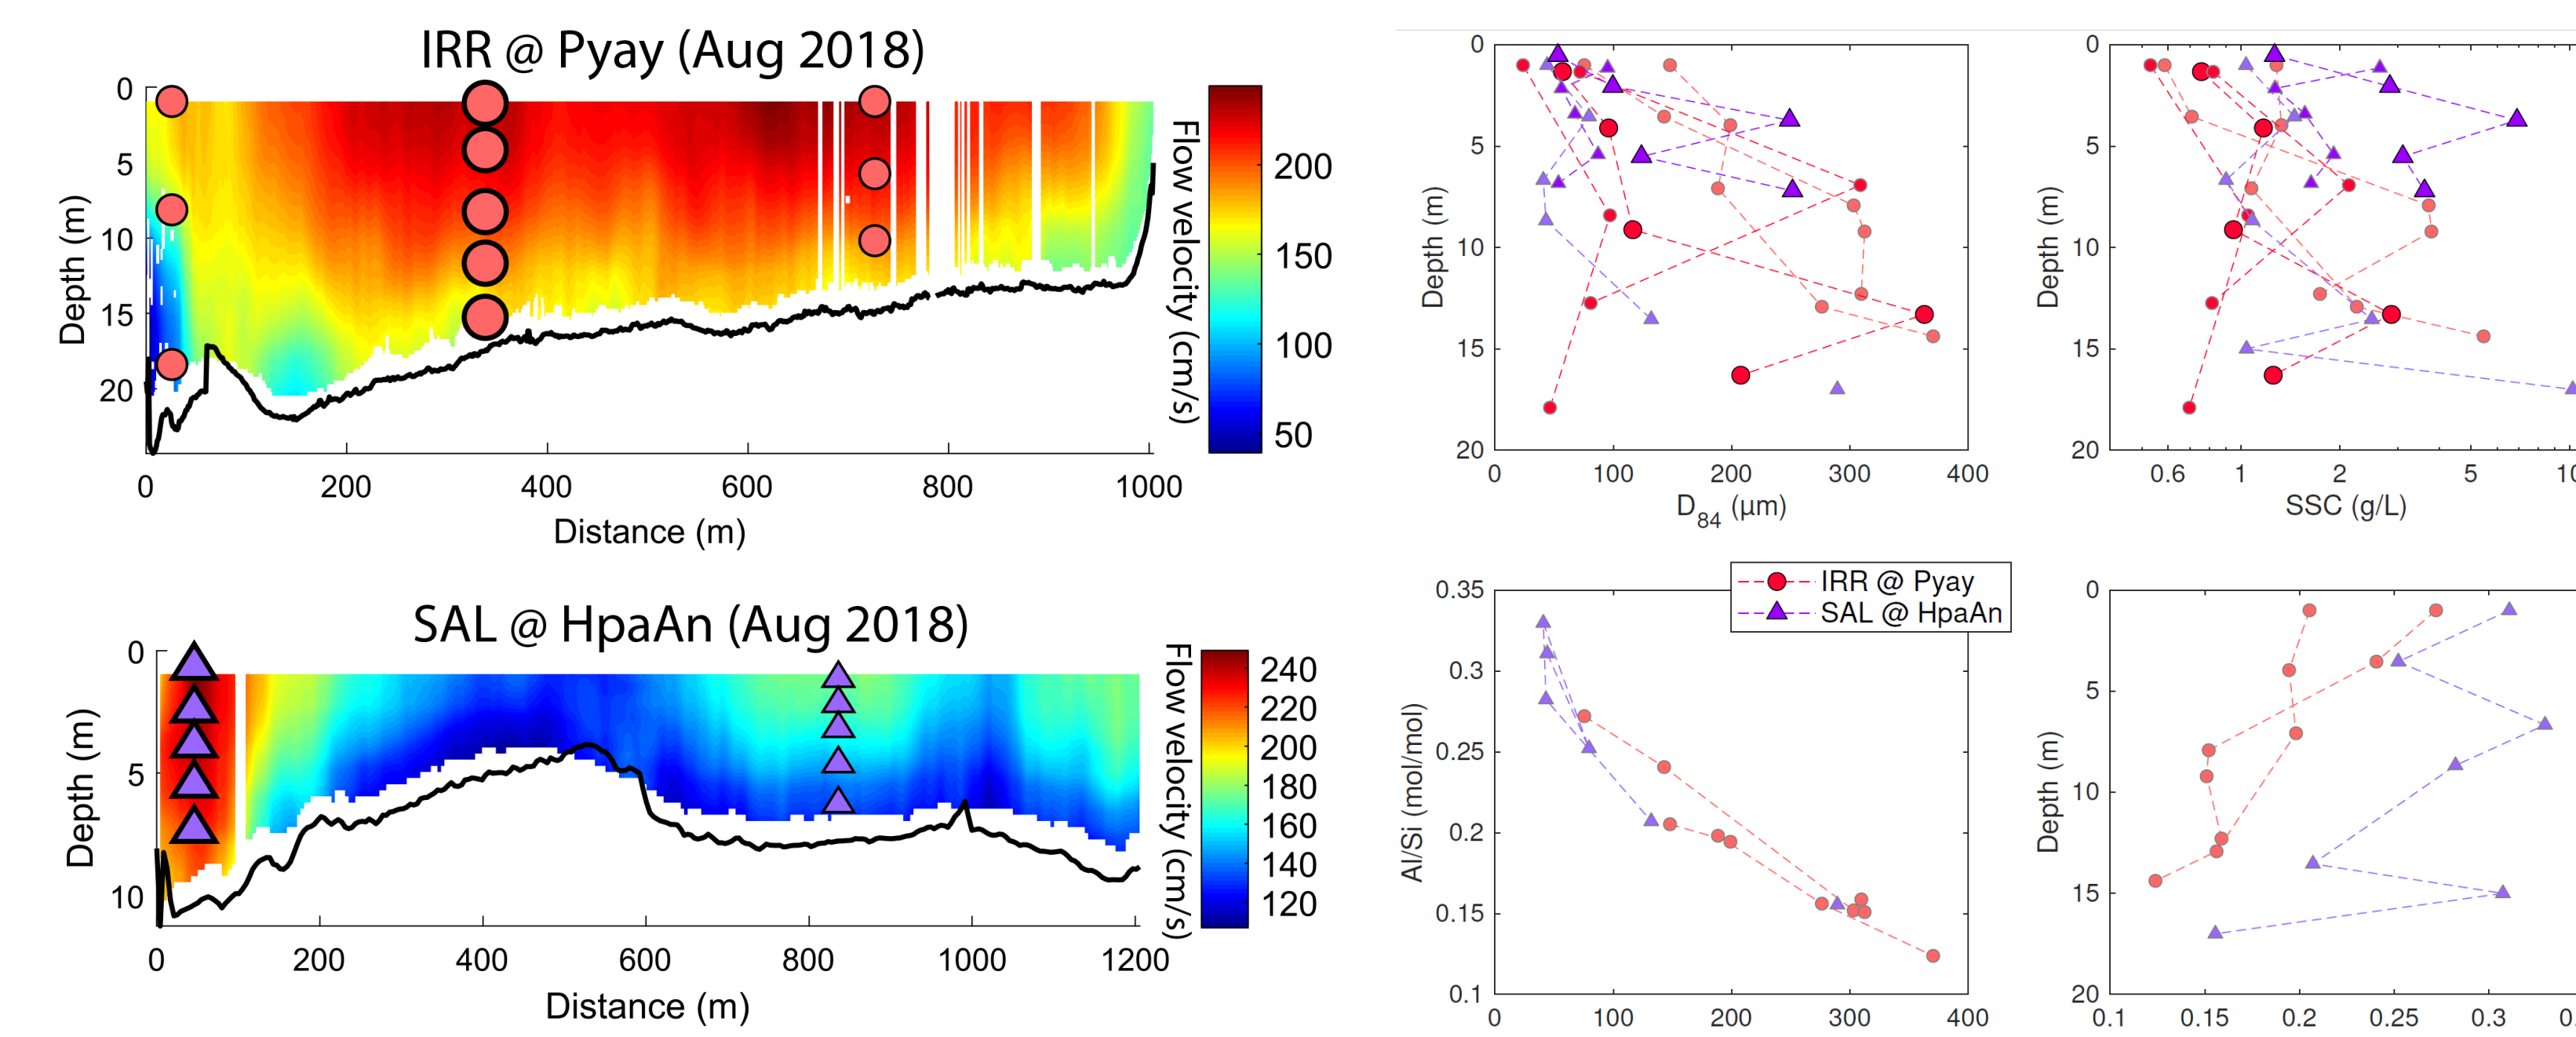 IRR @ Pyay (Aug 2018)
0
5
10
15
20
Depth (m)
0 200 400 600 800 1000
Distance (m)
200
150
100
50
Flow velocity (cm/s)
SAL @ HpaAn (Aug 2018)
0
5
10
Depth (m)
0 200 400 600 800 1000 1200
Distance (m)
240
220
200
180
160
140
120
Flow velocity (cm/s)
0
5
10
15
20
Depth (m)
0 100 200 300 400
D84 (µm)
0
5
10
15
20
Depth (m)
0.6 1 2 5
SSC (g/L)
IRR @ Pyay
SAL @ HpaAn
0.35
0.3
0.25
0.2
0.15
0.1
Al/Si (mol/mol)
0 100 200 300 400
0
5
10
15
20
Depth (m)
0.1 0.15 0.2 0.25 0.3